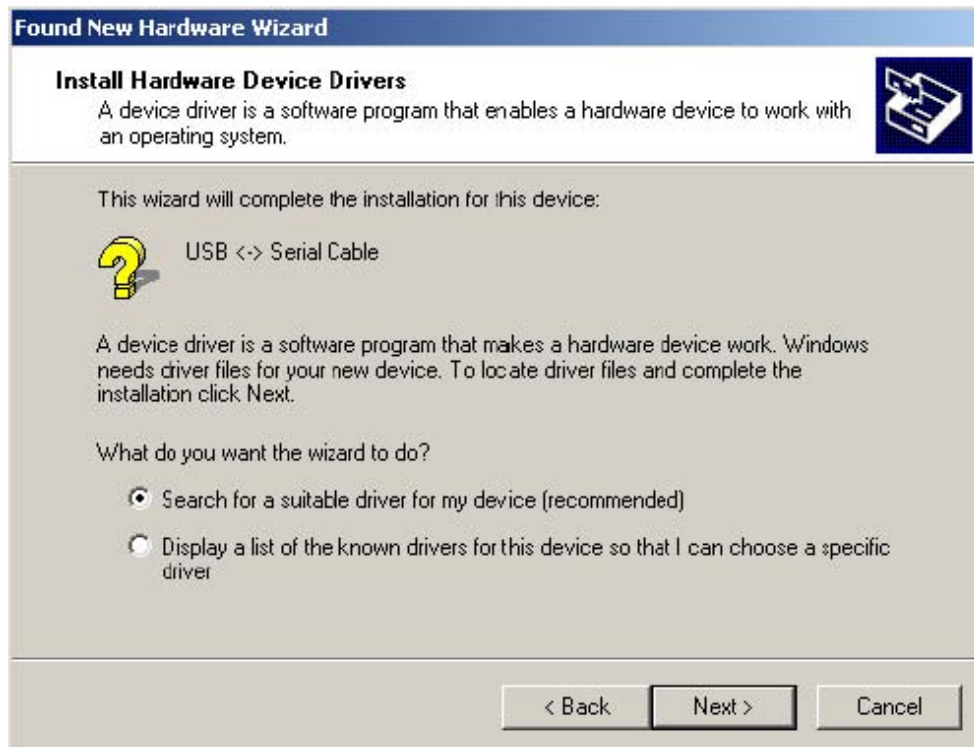 Found New Hardware Wizard
Install Hardware Device Drivers
A device driver is a software program that enables a hardware device to work with
an operating system.
This wizard will complete the installation for this device:
USB <-> Serial Cable
A device driver is a software program that makes a hardware device work. Windows
needs driver files for your new device. To locate driver files and complete the
installation click Next.
What do you want the wizard to do?
Search for a suitable driver for my device (recommended)
Display a list of the known drivers for this device so that I can choose a specific
driver
< Back Next > Cancel